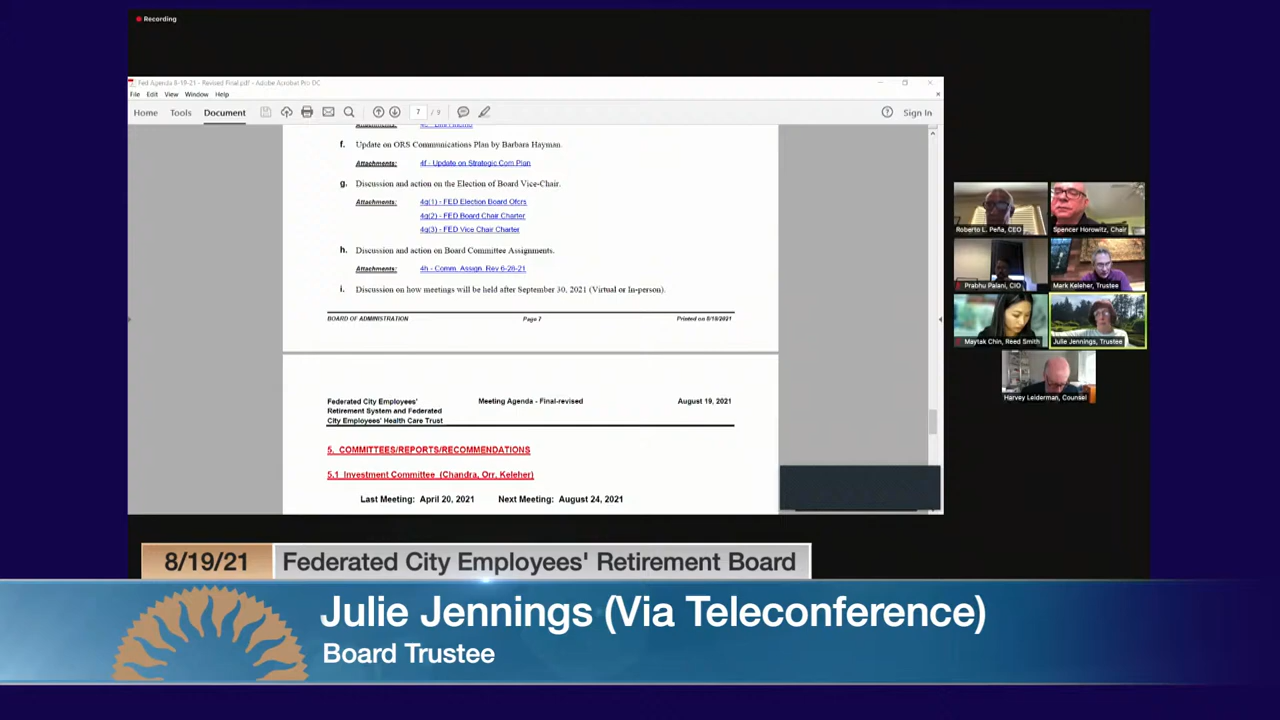 Recording
Fed Agenda 8-19-21 - Revised Final.pdf - Adobe Acrobat Pro DC
File Edit View Window Help
Home Tools Document 7 / 9 Sign In
Attachments:
f. Update on ORS Communications Plan by Barbara Hayman.
Attachments: 4f - Update on Strategic Com Plan
g. Discussion and action on the Election of Board Vice-Chair.
Attachments: 4g(1) - FED Election Board Ofcrs
4g(2) - FED Board Chair Charter
4g(3) - FED Vice Chair Charter
h. Discussion and action on Board Committee Assignments.
Attachments: 4h - Comm. Assign. Rev 6-28-21
i. Discussion on how meetings will be held after September 30, 2021 (Virtual or In-person).
BOARD OF ADMINISTRATION Page 7 Printed on 8/18/2021
Federated City Employees' Meeting Agenda - Final-revised August 19, 2021
Retirement System and Federated
City Employees' Health Care Trust
5. COMMITTEES/REPORTS/RECOMMENDATIONS
5.1 Investment Committee (Chandra, Orr, Keleher)
Last Meeting: April 20, 2021 Next Meeting: August 24, 2021
Roberto L. Peña, CEO Spencer Horowitz, Chair
Prabhu Palani, CIO Mark Keleher, Trustee
Maytak Chin, Reed Smith Julie Jennings, Trustee
Harvey Leiderman, Counsel
8/19/21 Federated City Employees' Retirement Board
Julie Jennings (Via Teleconference)
Board Trustee